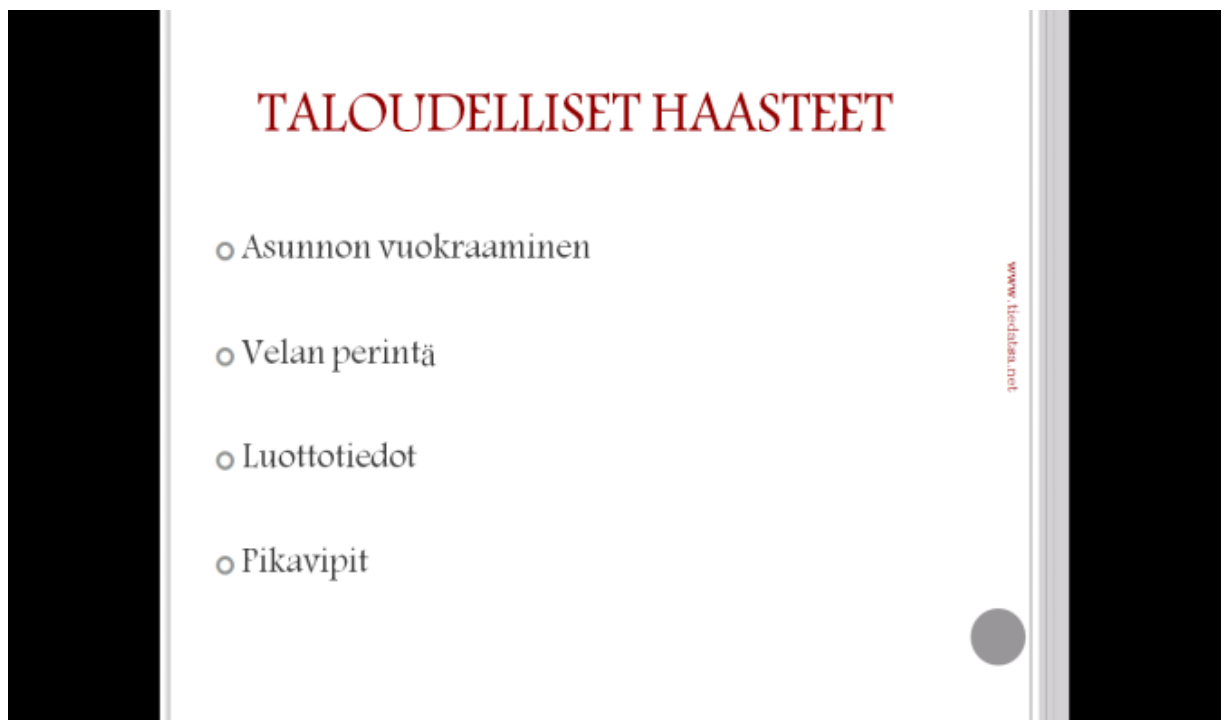 TALOUDELLISET HAASTEET
Asunnon vuokraaminen
Velan perintä
Luottotiedot
Pikavipit
www.tiedatsa.net